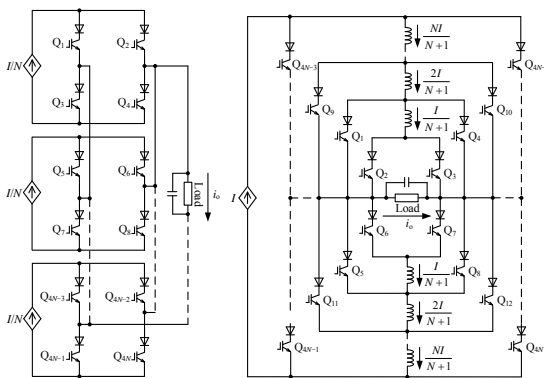 I/N
Q1
Q2
Q3
Q4
I/N
Q5
Q6
Q7
Q8
I/N
Q4N-3
Q4N-2
Q4N-1
Q4N
Load
io
I
Q4N-3
Q4N-
NI
N+1
2I
N+1
I
N+1
Q9
Q10
Q1
Q4
Q2
Q3
Load
io
Q6
Q7
Q5
Q8
I
N+1
Q11
Q12
2I
N+1
Q4N-1
Q4N
NI
N+1